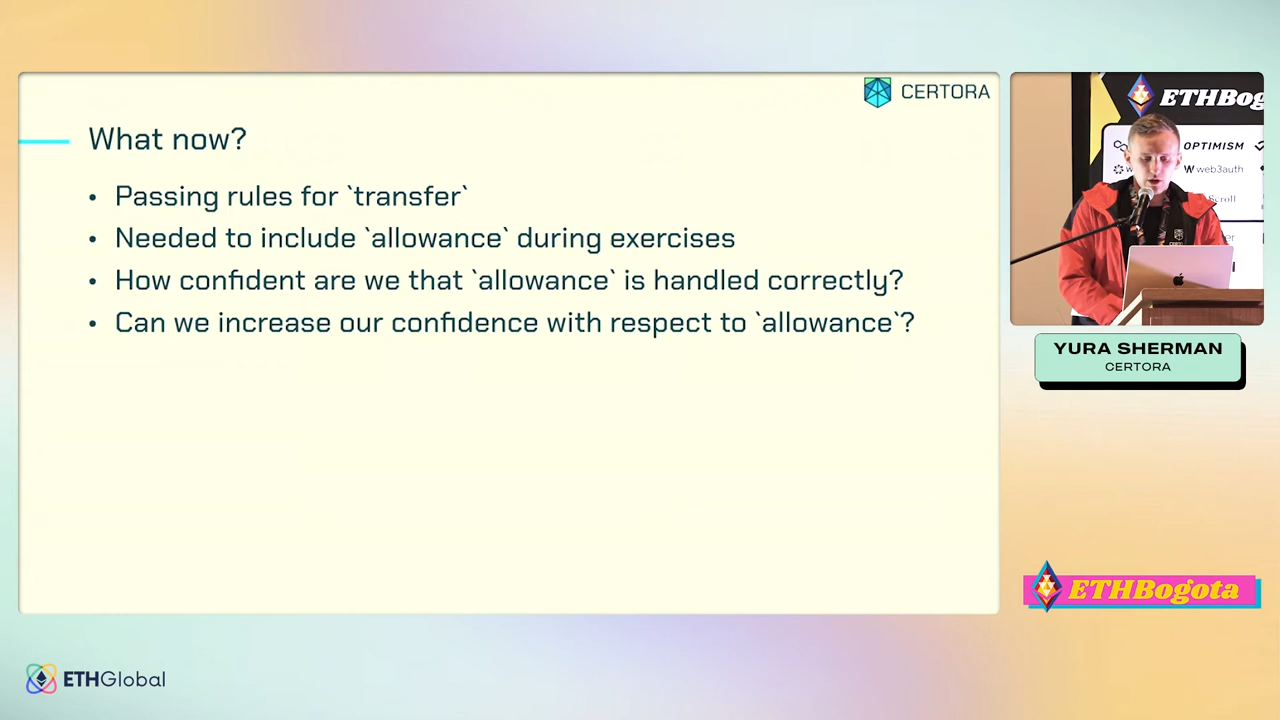 CERTORA
What now?
• Passing rules for `transfer`
• Needed to include `allowance` during exercises
• How confident are we that `allowance` is handled correctly?
• Can we increase our confidence with respect to `allowance`?
ETHBog
OPTIMISM
web3auth
Scroll
YURA SHERMAN
CERTORA
ETHBogota
ETHGlobal